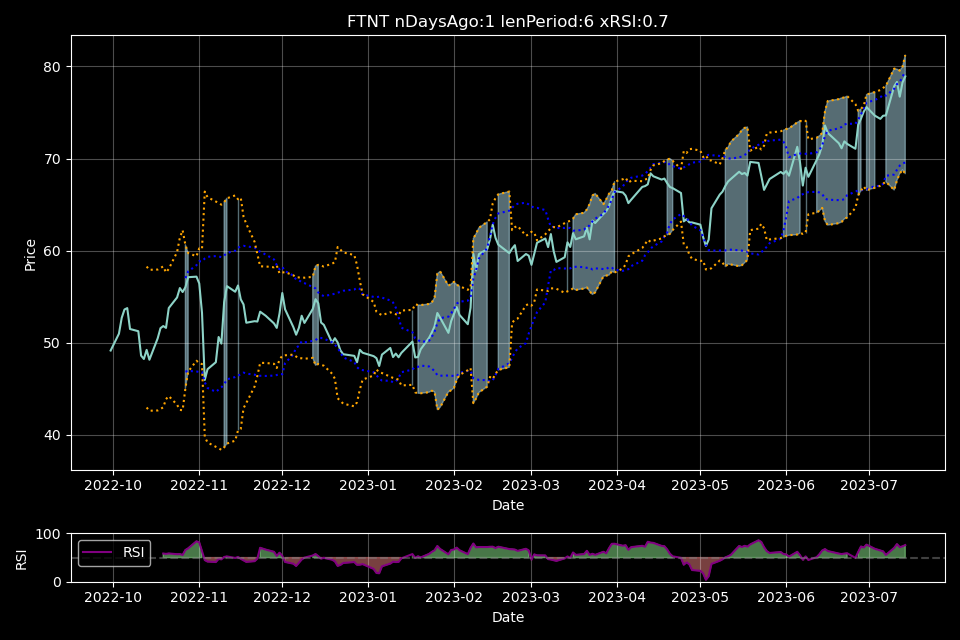 FTNT nDaysAgo:1 lenPeriod:6 xRSI:0.7
Price
80
70
60
50
40
2022-10 2022-11 2022-12 2023-01 2023-02 2023-03 2023-04 2023-05 2023-06 2023-07
Date
RSI
100
0
RSI
2022-10 2022-11 2022-12 2023-01 2023-02 2023-03 2023-04 2023-05 2023-06 2023-07
Date